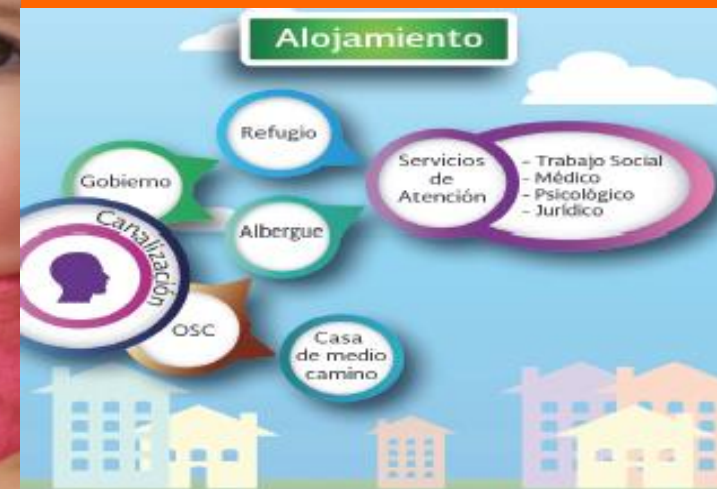 Alojamiento
Refugio
Gobierno
Canalización
Albergue
OSC
Casa
de medio
camino
Servicios
de
Atención
- Trabajo Social
- Médico
- Psicológico
- Jurídico